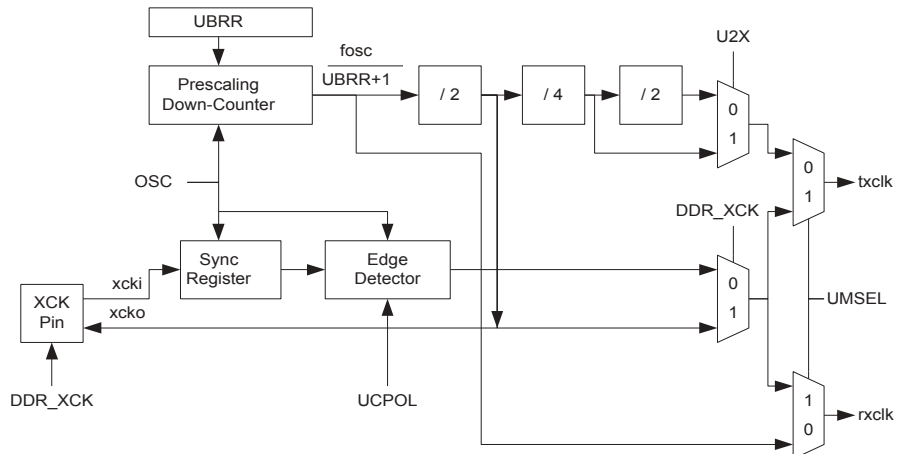 UBRR
fosc
U2X
Prescaling
Down-Counter
UBRR+1
/ 2
/ 4
/ 2
0
1
OSC
0
1
txclk
DDR_XCK
Sync
Register
Edge
Detector
0
1
xcki
XCK
Pin
xcko
UMSEL
DDR_XCK
UCPOL
1
0
rxclk